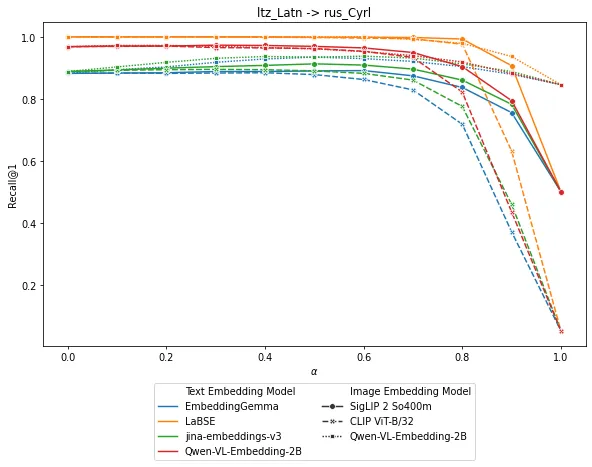 ltz_Latn -> rus_Cyrl
1.0
0.8
0.6
0.4
0.2
Recall@1
0.0 0.2 0.4 0.6 0.8 1.0
α
Text Embedding Model Image Embedding Model
EmbeddingGemma SigLIP 2 So400m
LaBSE CLIP ViT-B/32
jina-embeddings-v3 Qwen-VL-Embedding-2B
Qwen-VL-Embedding-2B